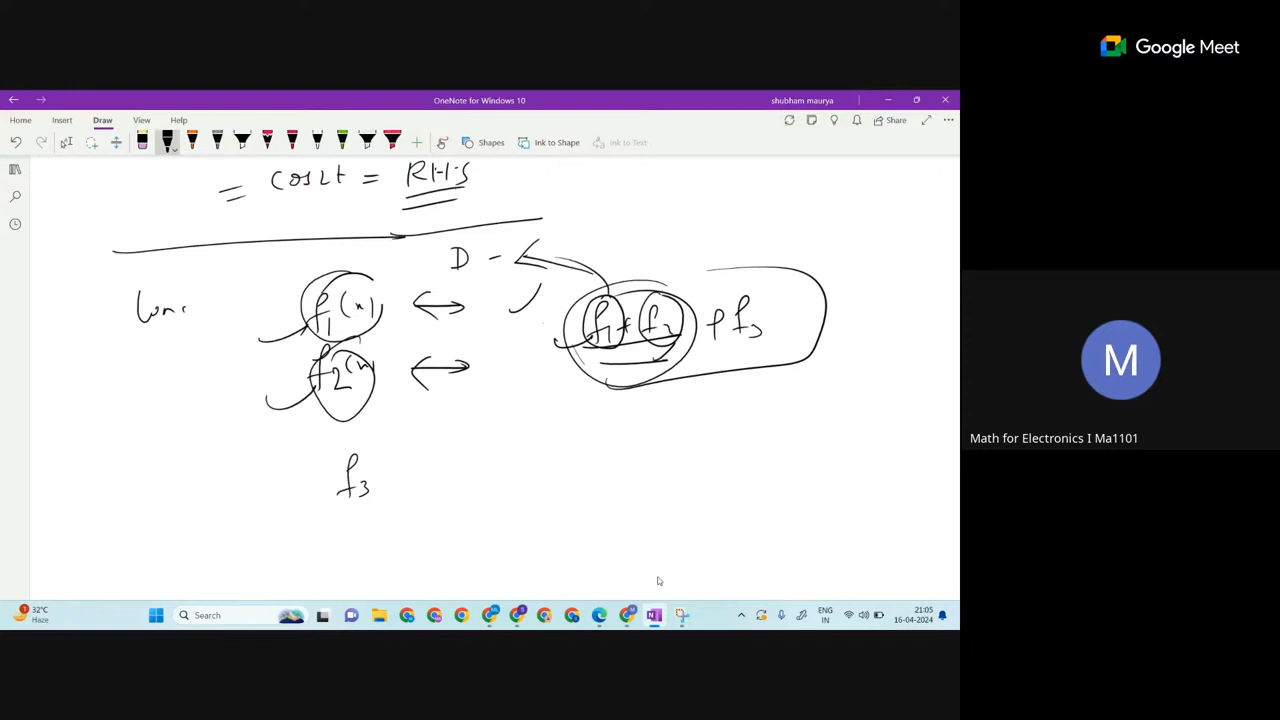 Google Meet
OneNote for Windows 10
shubham maurya
Home Insert Draw View Help
Share
Shapes
Ink to Shape
Ink to Text
= cos2t = RHS
D -
f1(x) ↔
f1 * f2 + f3
f2(x) ↔
f3
Math for Electronics I Ma1101
1
32°C
Haze
Search
ENG
IN
21:05
16-04-2024
M